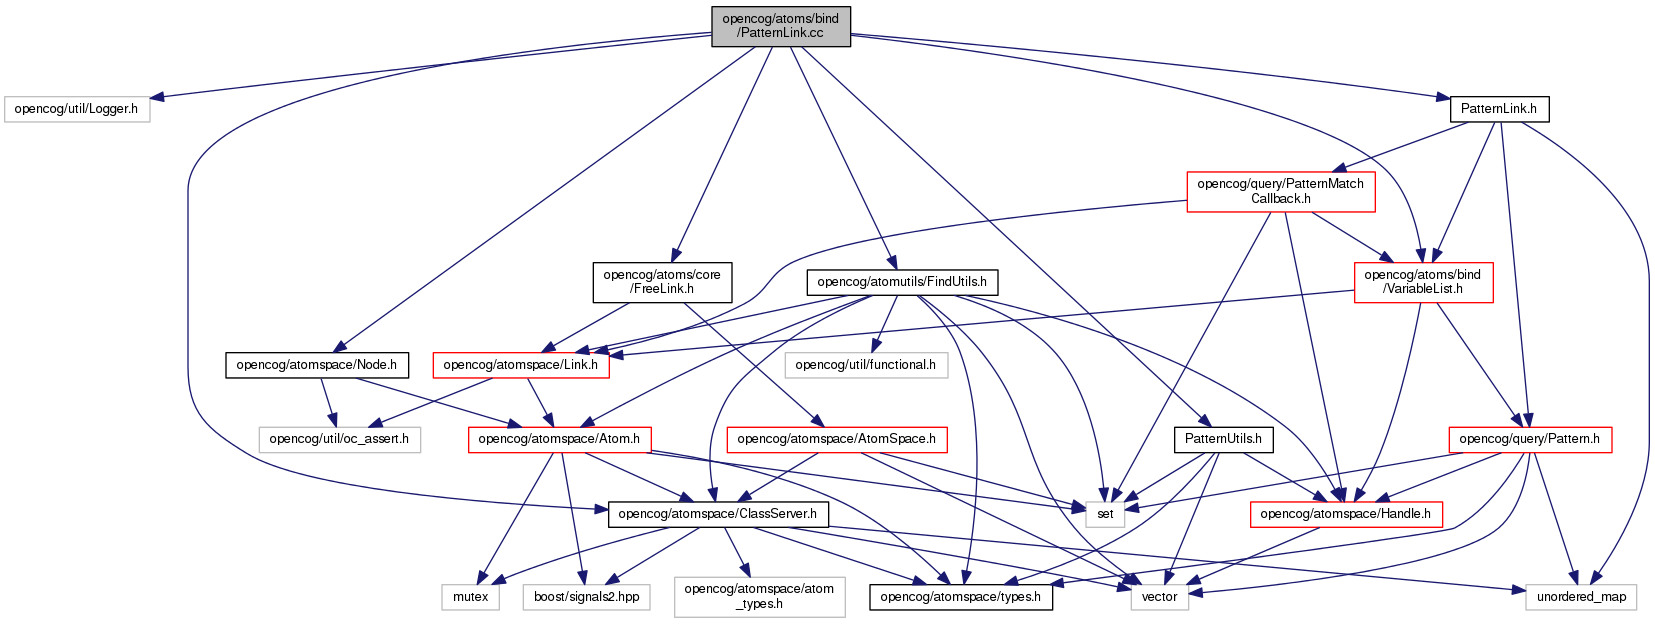 opencog/atoms/bind
/PatternLink.cc
opencog/util/Logger.h
PatternLink.h
opencog/query/PatternMatch
Callback.h
opencog/atoms/core
/FreeLink.h
opencog/atomutils/FindUtils.h
opencog/atoms/bind
/VariableList.h
opencog/atomspace/Node.h
opencog/atomspace/Link.h
opencog/util/functional.h
opencog/util/oc_assert.h
opencog/atomspace/Atom.h
opencog/atomspace/AtomSpace.h
PatternUtils.h
opencog/query/Pattern.h
opencog/atomspace/ClassServer.h
set
opencog/atomspace/Handle.h
mutex
boost/signals2.hpp
opencog/atomspace/atom
_types.h
opencog/atomspace/types.h
vector
unordered_map